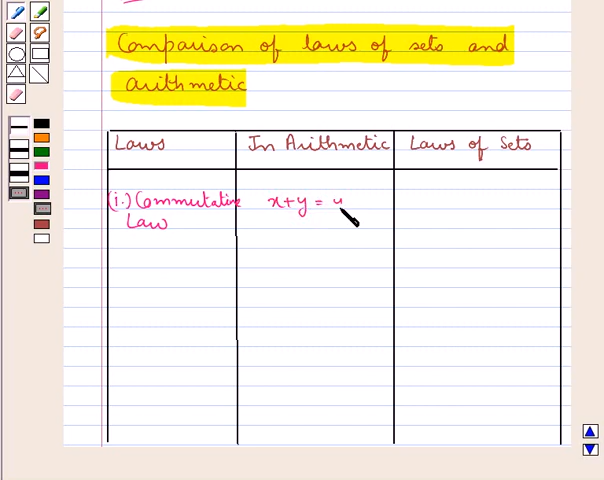 Comparison of laws of sets and
arithmetic
Laws In Arithmetic Laws of Sets
(i.) Commutative x+y = y
Law